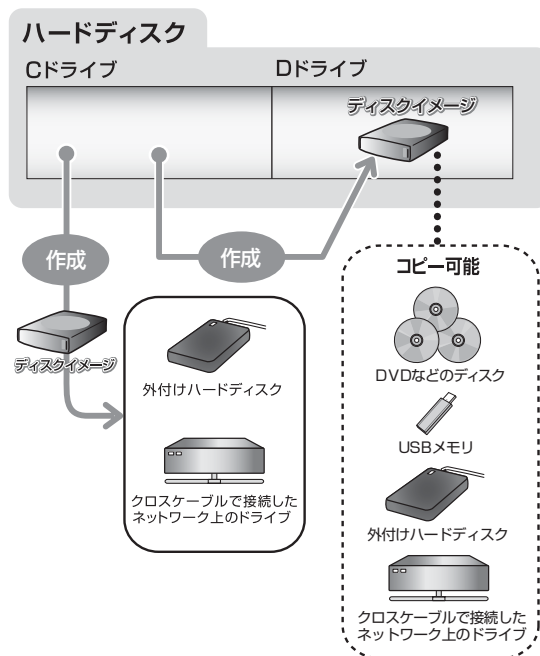 ハードディスク
Cドライブ
Dドライブ
ディスクイメージ
作成
作成
ディスクイメージ
外付けハードディスク
クロスケーブルで接続した
ネットワーク上のドライブ
コピー可能
DVDなどのディスク
USBメモリ
外付けハードディスク
クロスケーブルで接続した
ネットワーク上のドライブ